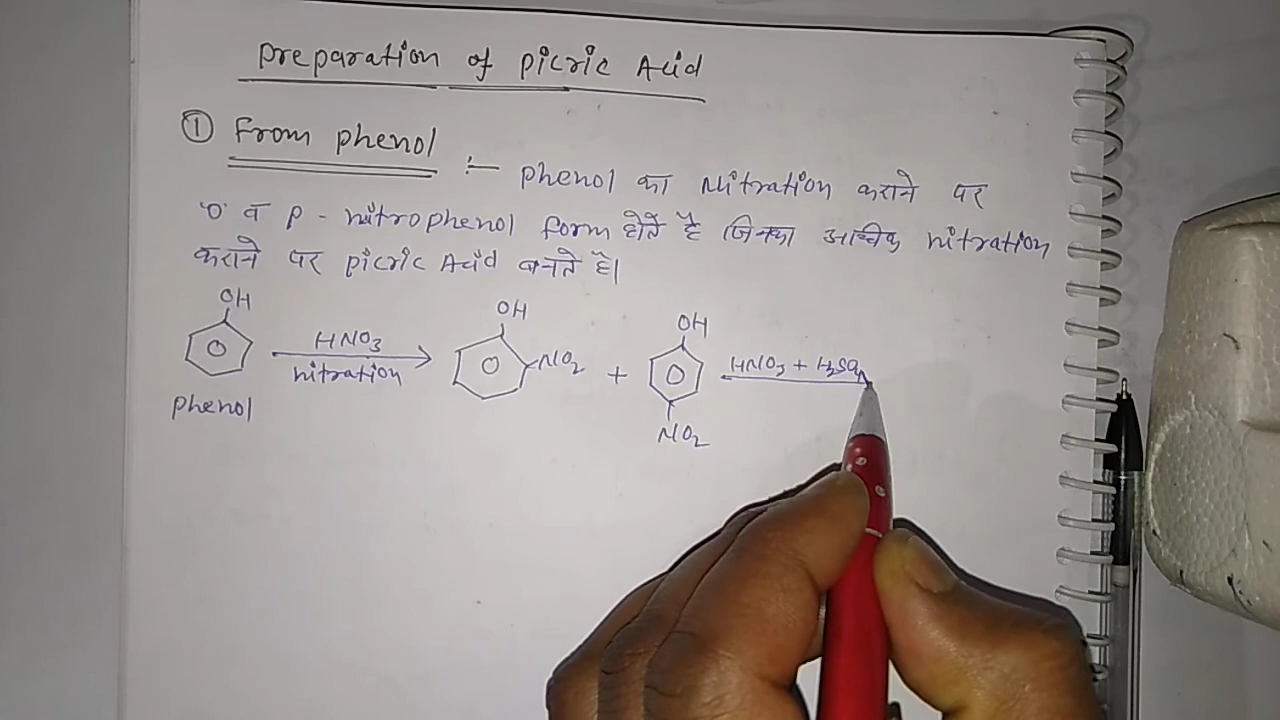 Preparation of Picric Acid
① From phenol :- phenol का Nitration कराने पर
'o' व p - nitrophenol form होते है जिनका अधिक nitration
कराने पर picric Acid बनते है।
OH OH OH
HNO3 NO2 + HNO3 + H2SO4
nitration
phenol NO2